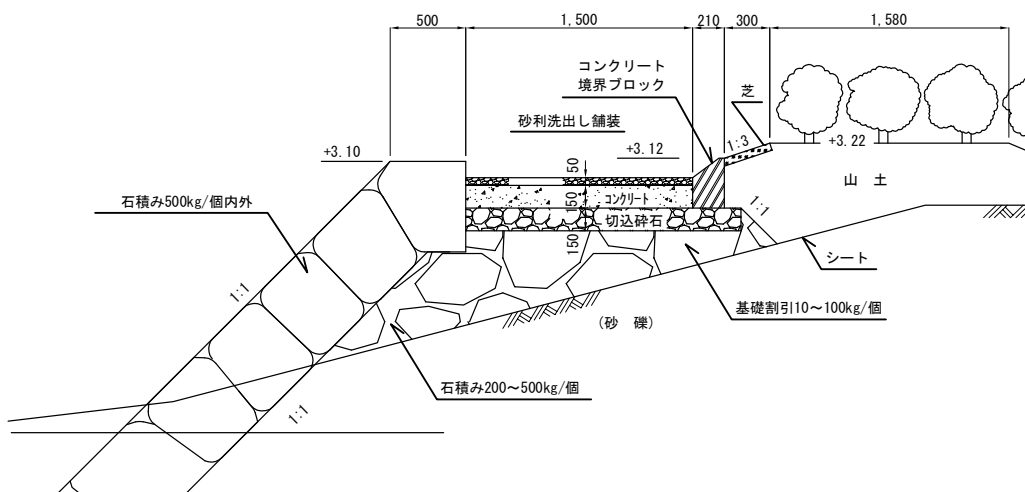 500
1,500
210
300
1,580
コンクリート
境界ブロック
芝
砂利洗出し舗装
1:3
+3.10
+3.12
+3.22
50
山 土
石積み500kg/個内外
コンクリート
150
切込砕石
1:1
150
シート
1:1
基礎割引10～100kg/個
(砂 礫)
石積み200～500kg/個
1:1